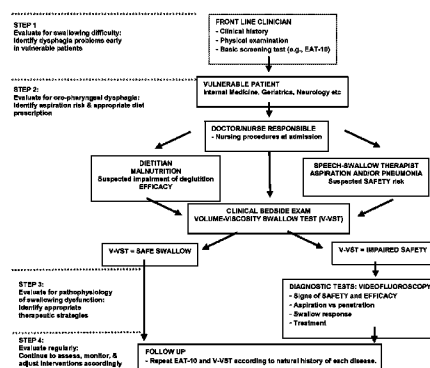 STEP 1
Evaluate for swallowing difficulty:
Identify dysphagia problems early
in vulnerable patients
FRONT LINE CLINICIAN
- Clinical history
- Physical examination
- Basic screening test (e.g., EAT-10)
STEP 2:
Evaluate for oro-pharyngeal dysphagia:
Identify aspiration risk & appropriate diet
prescription
VULNERABLE PATIENT
Internal Medicine, Geriatrics, Neurology etc
DOCTOR/NURSE RESPONSIBLE
- Nursing procedures at admission
DIETITIAN
MALNUTRITION
Suspected impairment of deglutition
EFFICACY
SPEECH-SWALLOW THERAPIST
ASPIRATION AND/OR PNEUMONIA
Suspected SAFETY risk
CLINICAL BEDSIDE EXAM
VOLUME-VISCOSITY SWALLOW TEST (V-VST)
V-VST = SAFE SWALLOW
V-VST = IMPAIRED SAFETY
STEP 3:
Evaluate for pathophysiology
of swallowing dysfunction:
Identify appropriate
therapeutic strategies
DIAGNOSTIC TESTS: VIDEOFLUOROSCOPY
- Signs of SAFETY and EFFICACY
- Aspiration vs penetration
- Swallow response
- Treatment
STEP 4:
Evaluate regularly:
Continue to assess, monitor, &
adjust interventions accordingly
FOLLOW UP
- Repeat EAT-10 and V-VST according to natural history of each disease.